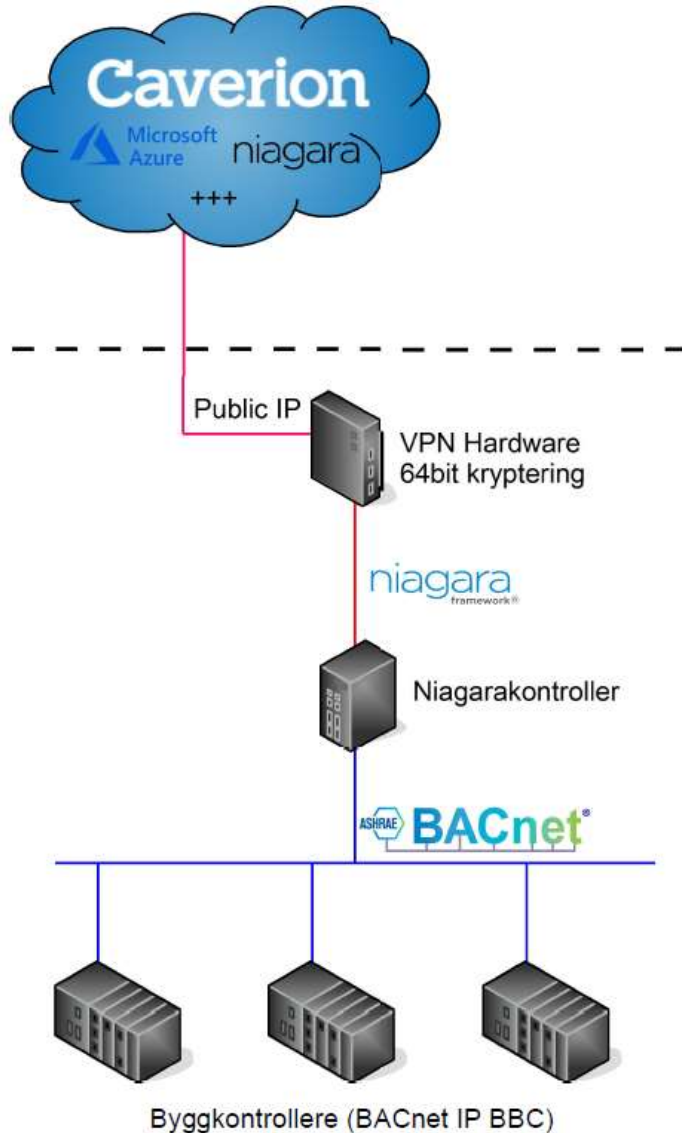 Caverion
Microsoft
Azure
niagara
+++
Public IP
VPN Hardware
64bit kryptering
niagara
framework®
Niagarakontroller
ASHRAE BACnet®
Byggkontrollere (BACnet IP BBC)